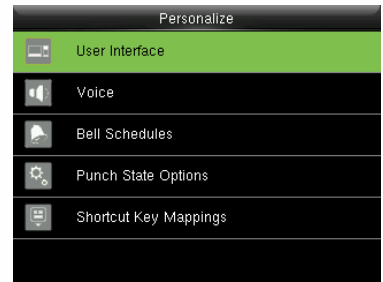 Personalize
User Interface
Voice
Bell Schedules
Punch State Options
Shortcut Key Mappings